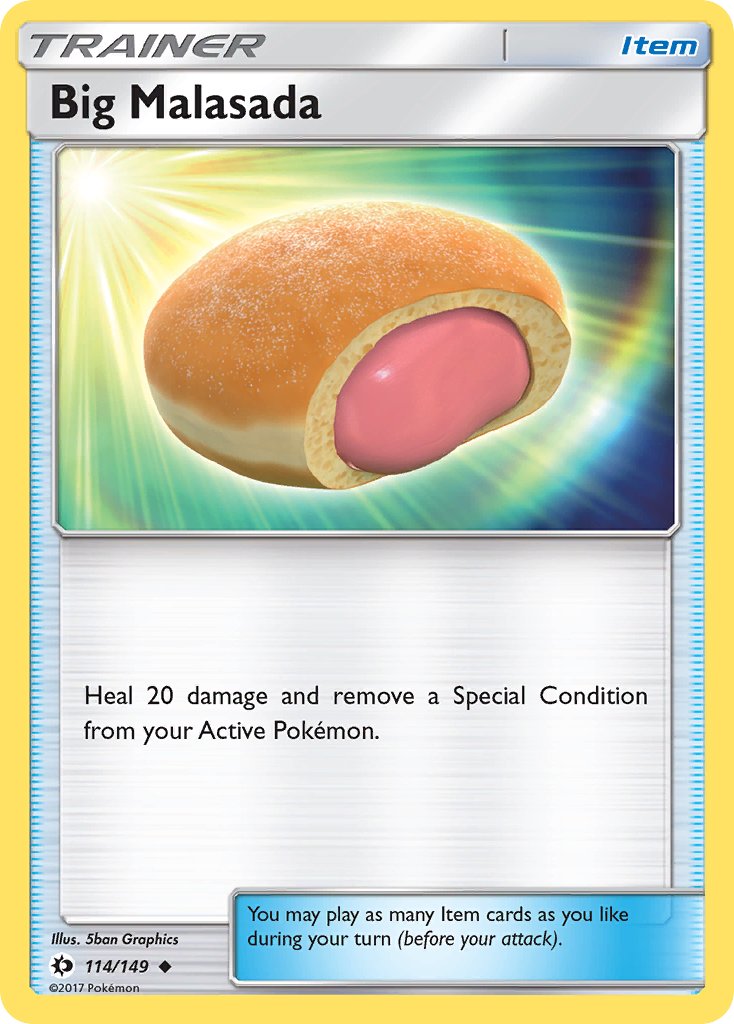 TRAINER
Item
Big Malasada
Heal 20 damage and remove a Special Condition
from your Active Pokémon.
You may play as many Item cards as you like
during your turn (before your attack).
Illus. 5ban Graphics
114/149 ◆
©2017 Pokémon